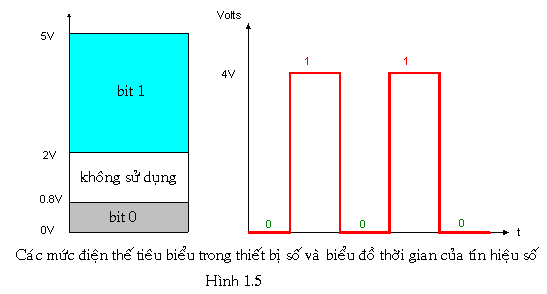 Volts
5V
bit 1
1
1
4V
2V
không sử dụng
0.8V
bit 0
0
0
0
0V
t
Các mức điện thế tiêu biểu trong thiết bị số và biểu đồ thời gian của tín hiệu số
Hình 1.5